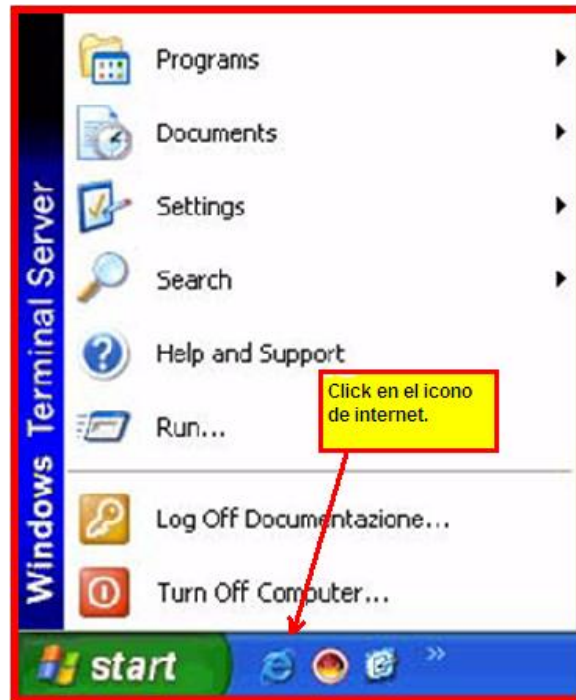 Programs
Documents
Settings
Search
Help and Support
Click en el icono
de internet.
Run...
Log Off Documentazione...
Turn Off Computer...
Windows Terminal Server
start